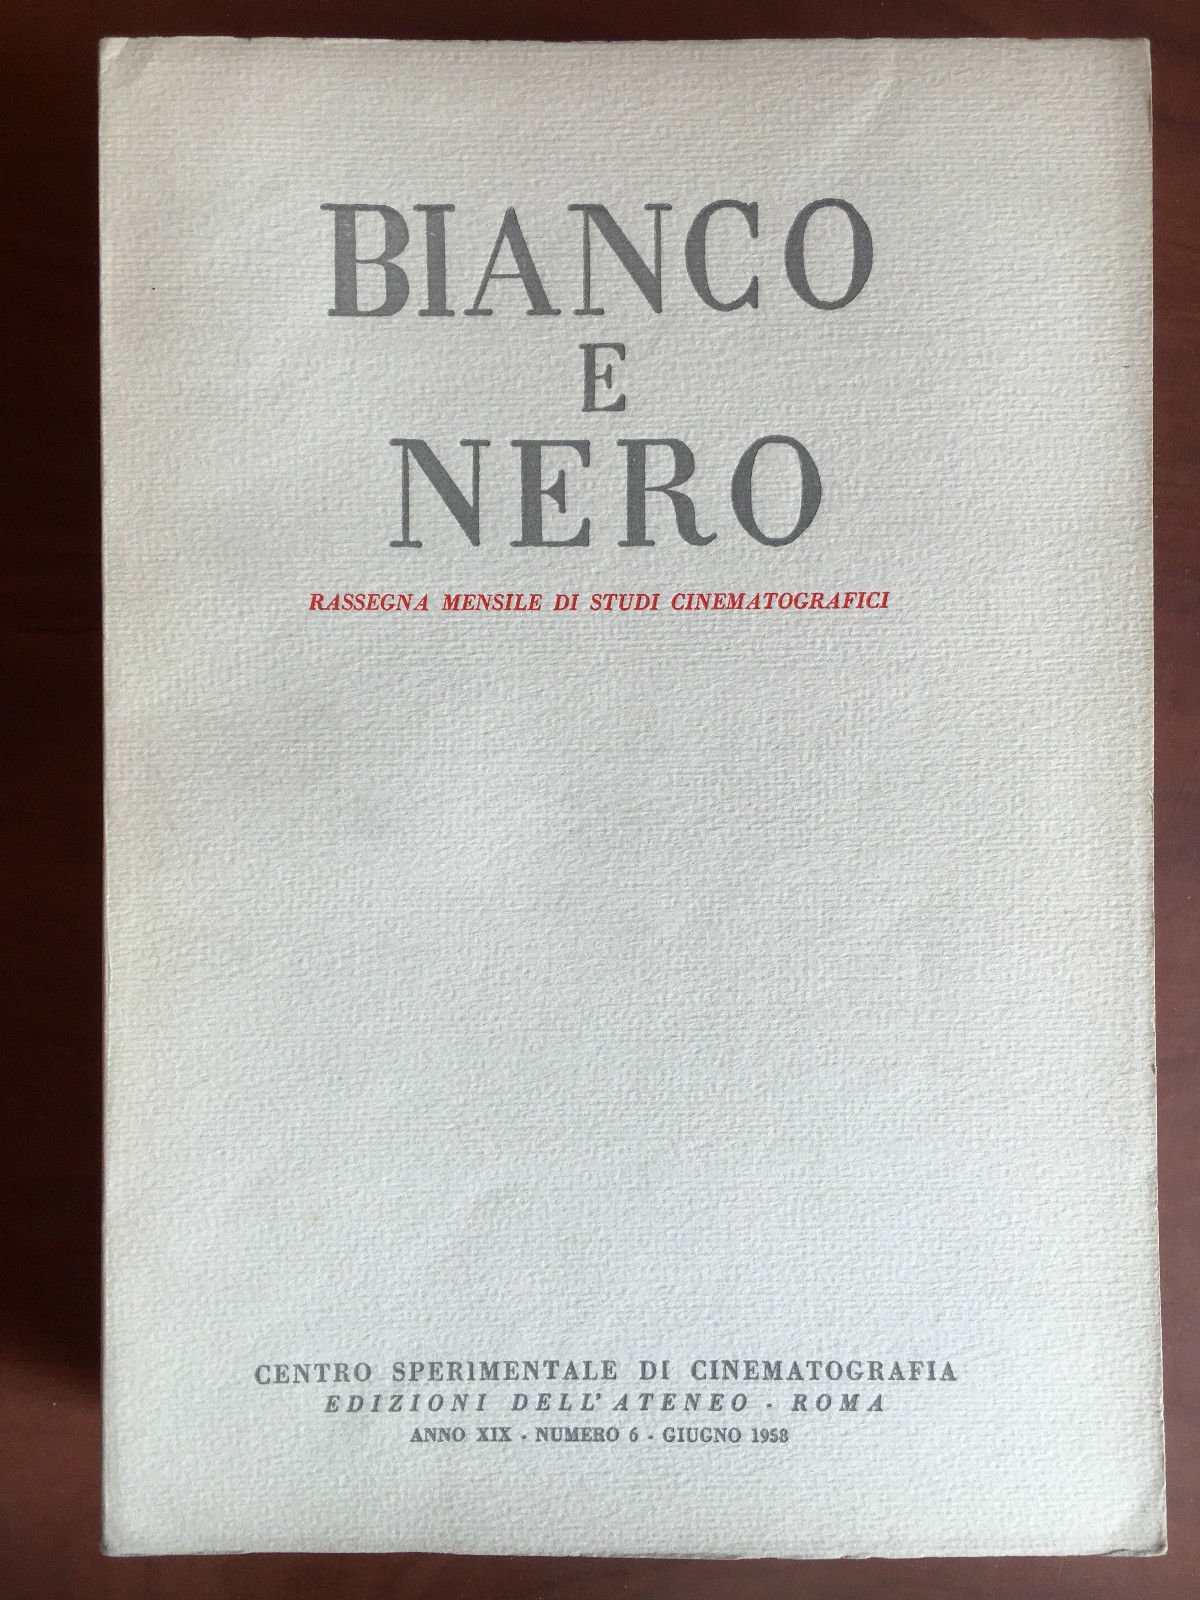 BIANCO
E
NERO
RASSEGNA MENSILE DI STUDI CINEMATOGRAFICI
CENTRO SPERIMENTALE DI CINEMATOGRAFIA
EDIZIONI DELL'ATENEO - ROMA
ANNO XIX - NUMERO 6 - GIUGNO 1958